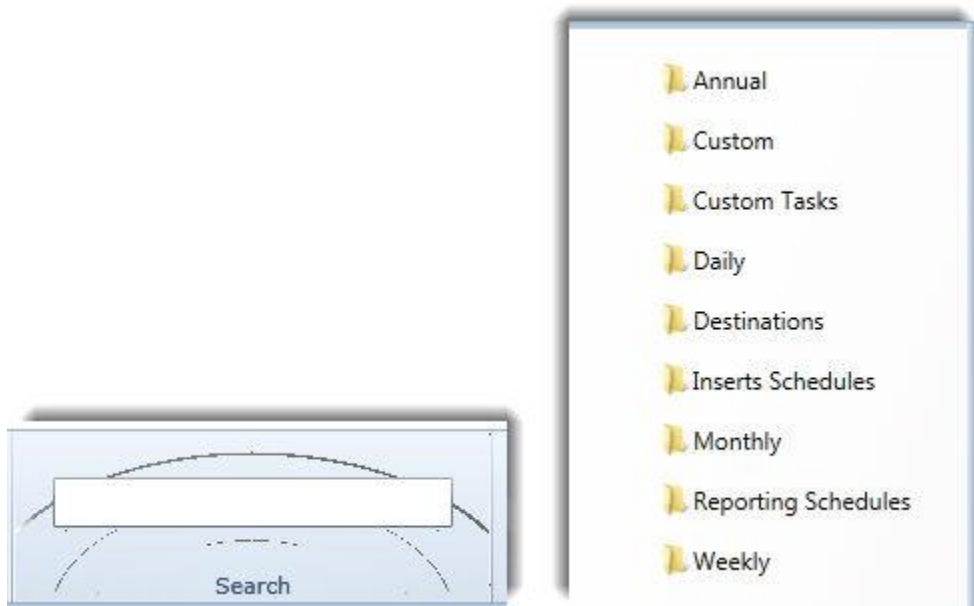 Annual
Custom
Custom Tasks
Daily
Destinations
Inserts Schedules
Monthly
Reporting Schedules
Weekly
Search